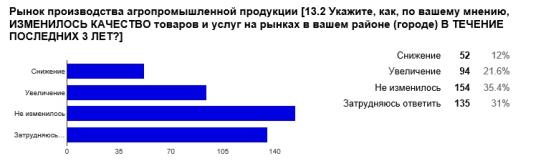 Рынок производства агропромышленной продукции [13.2 Укажите, как, по вашему мнению,
ИЗМЕНИЛОСЬ КАЧЕСТВО товаров и услуг на рынках в вашем районе (городе) В ТЕЧЕНИЕ
ПОСЛЕДНИХ 3 ЛЕТ?]
Снижение 52 12%
Увеличение 94 21.6%
Не изменилось 154 35.4%
Затрудняюсь ответить 135 31%
Снижение
Увеличение
Не изменилось
Затрудняюсь…
0 35 70 105 140